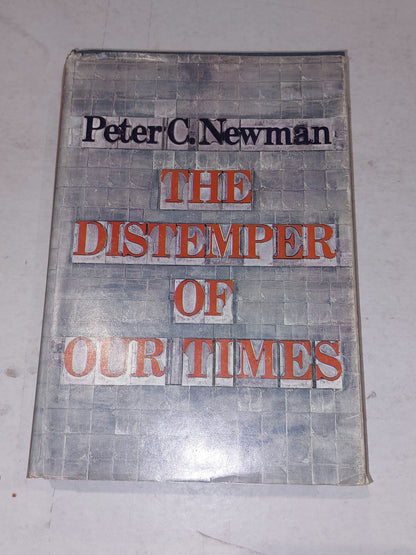 Peter C. Newman
THE
DISTEMPER
OF
OUR TIMES